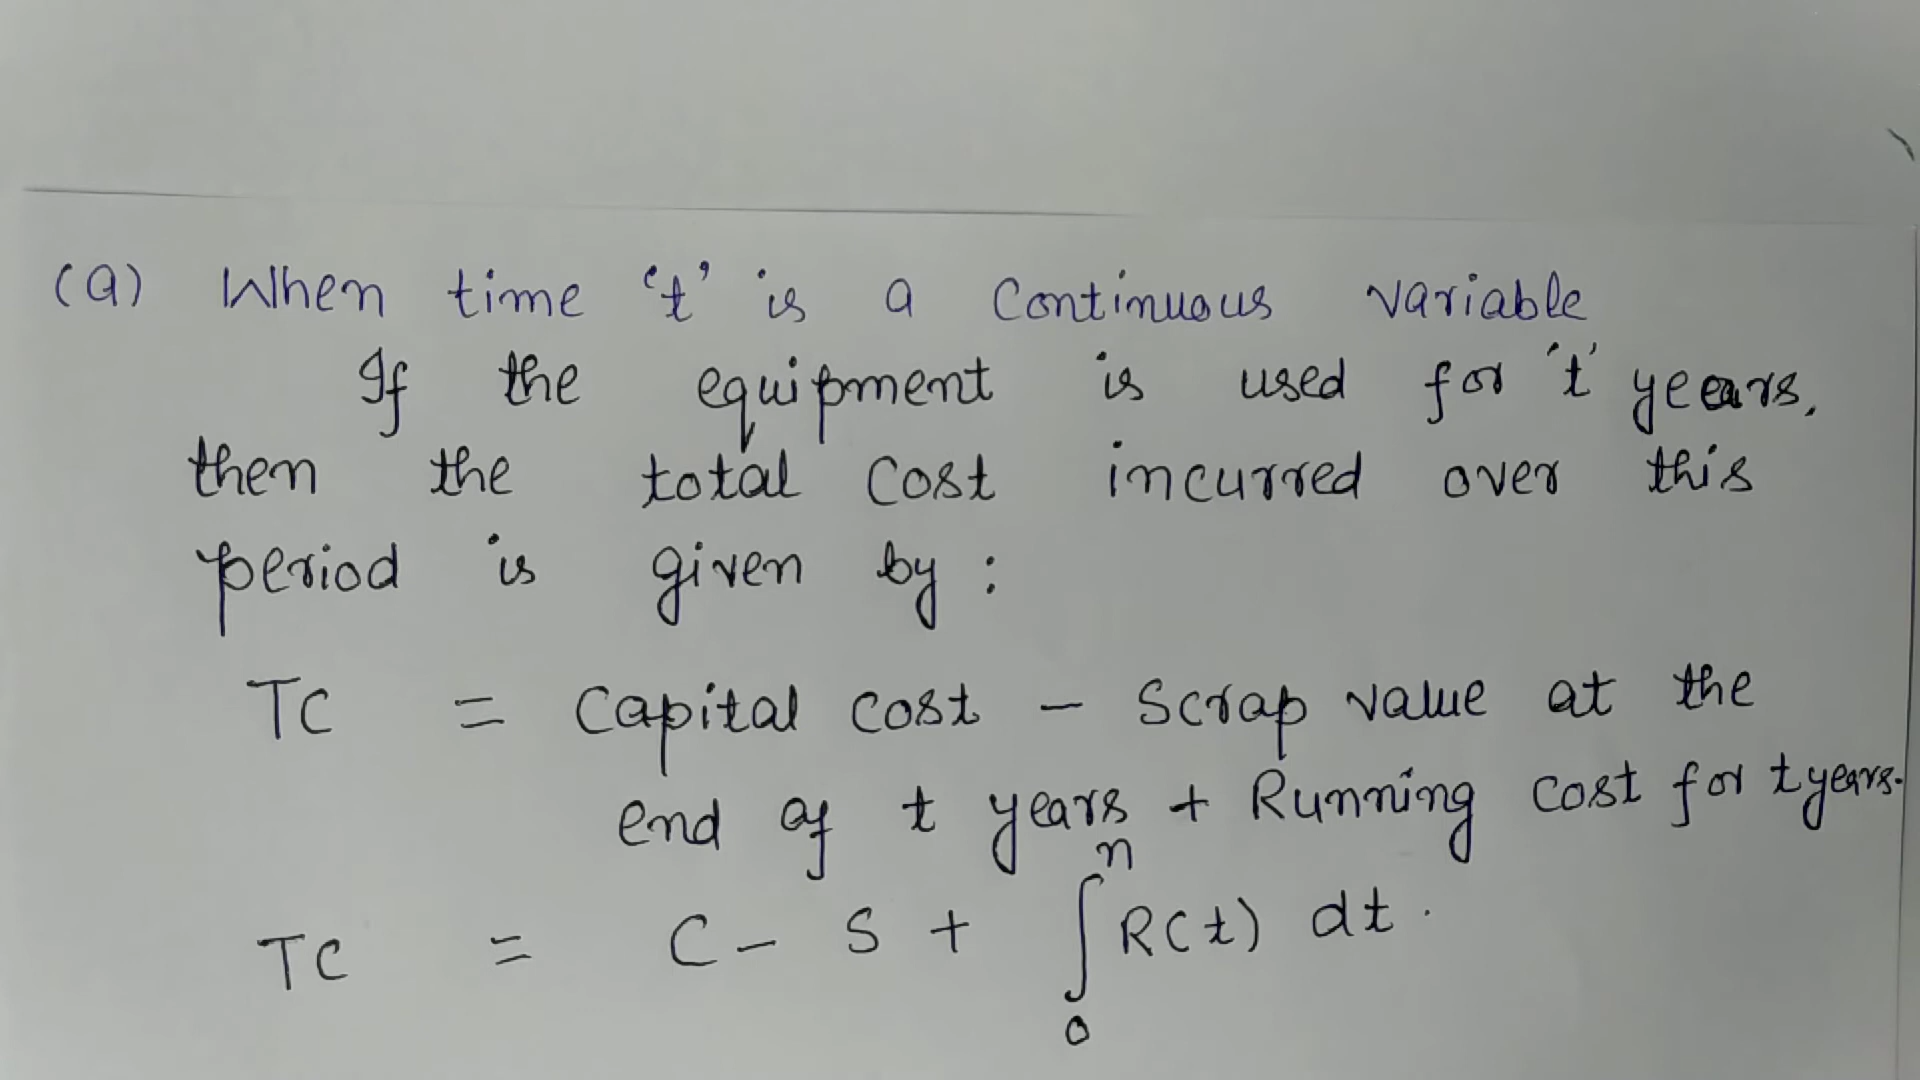 (a) When time 't' is a Continuous variable
If the equipment is used for 't' years,
then the total cost incurred over this
period is given by :
TC = Capital cost - Scrap value at the
end of t years + Running cost for t years.
TC = C - S + ∫₀ⁿ R(t) dt.